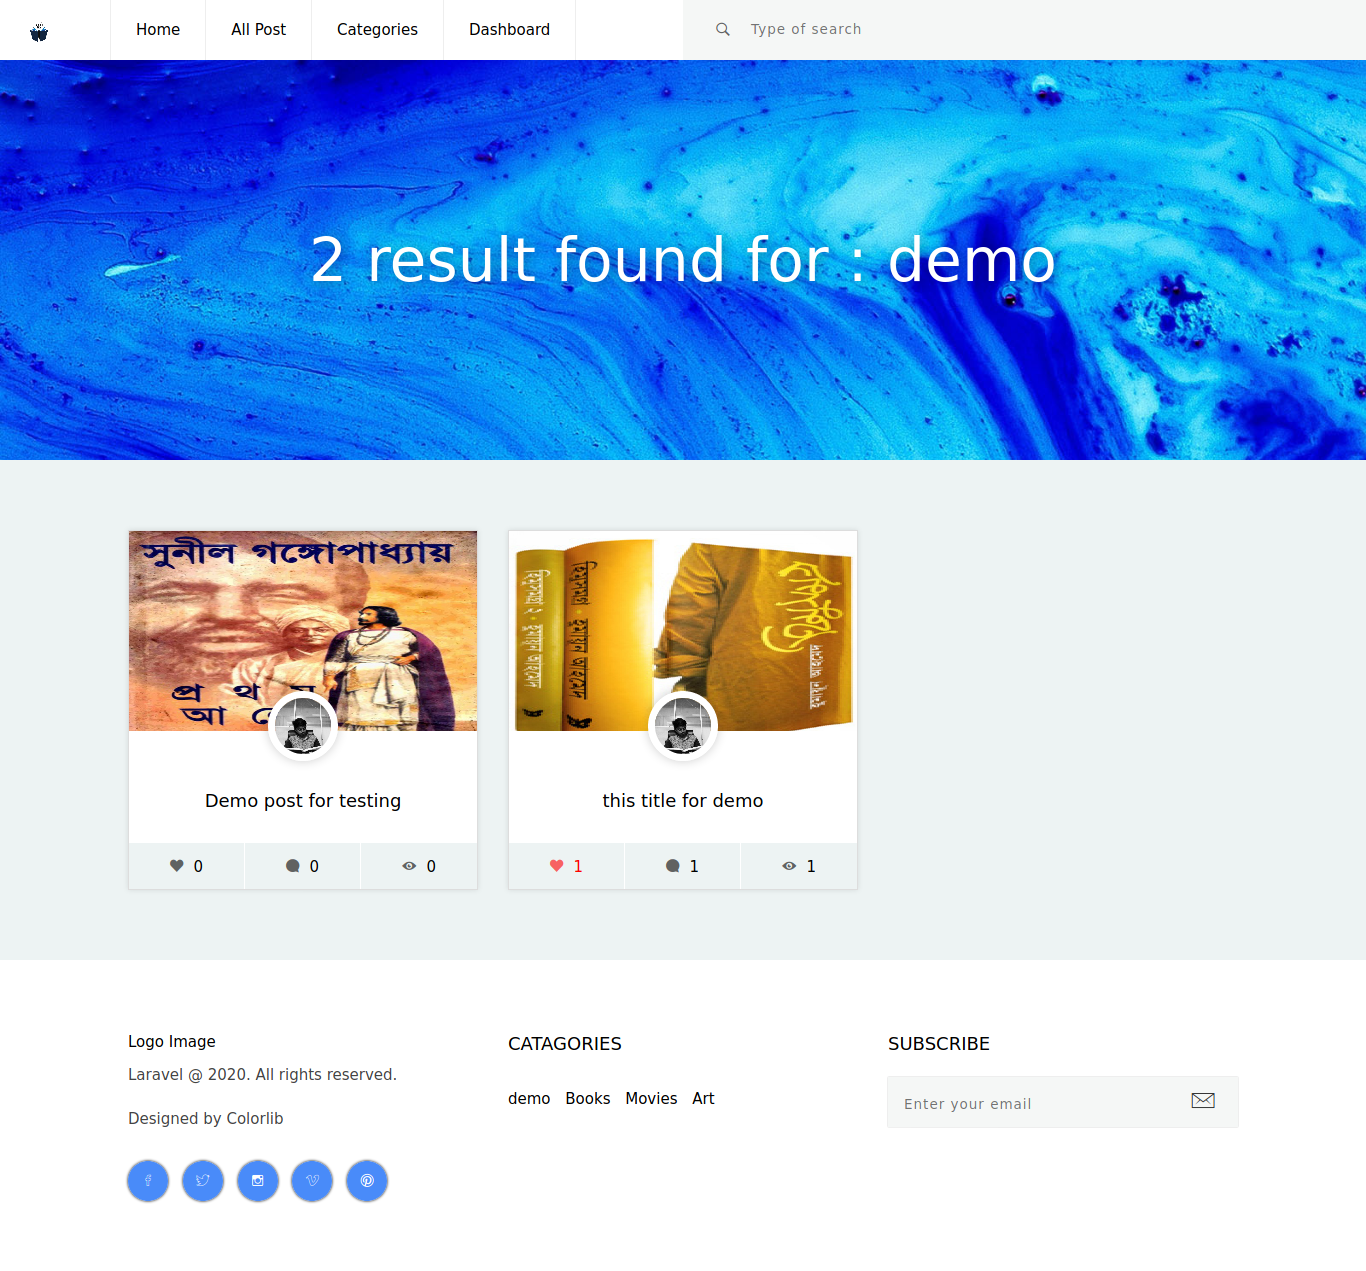 Home
All Post
Categories
Dashboard
Type of search
2 result found for : demo
সুনীল গঙ্গোপাধ্যায়
হুমায়ূন আহমেদ
Demo post for testing
this title for demo
0
0
0
1
1
1
Logo Image
Laravel @ 2020. All rights reserved.
Designed by Colorlib
CATAGORIES
demo Books Movies Art
SUBSCRIBE
Enter your email